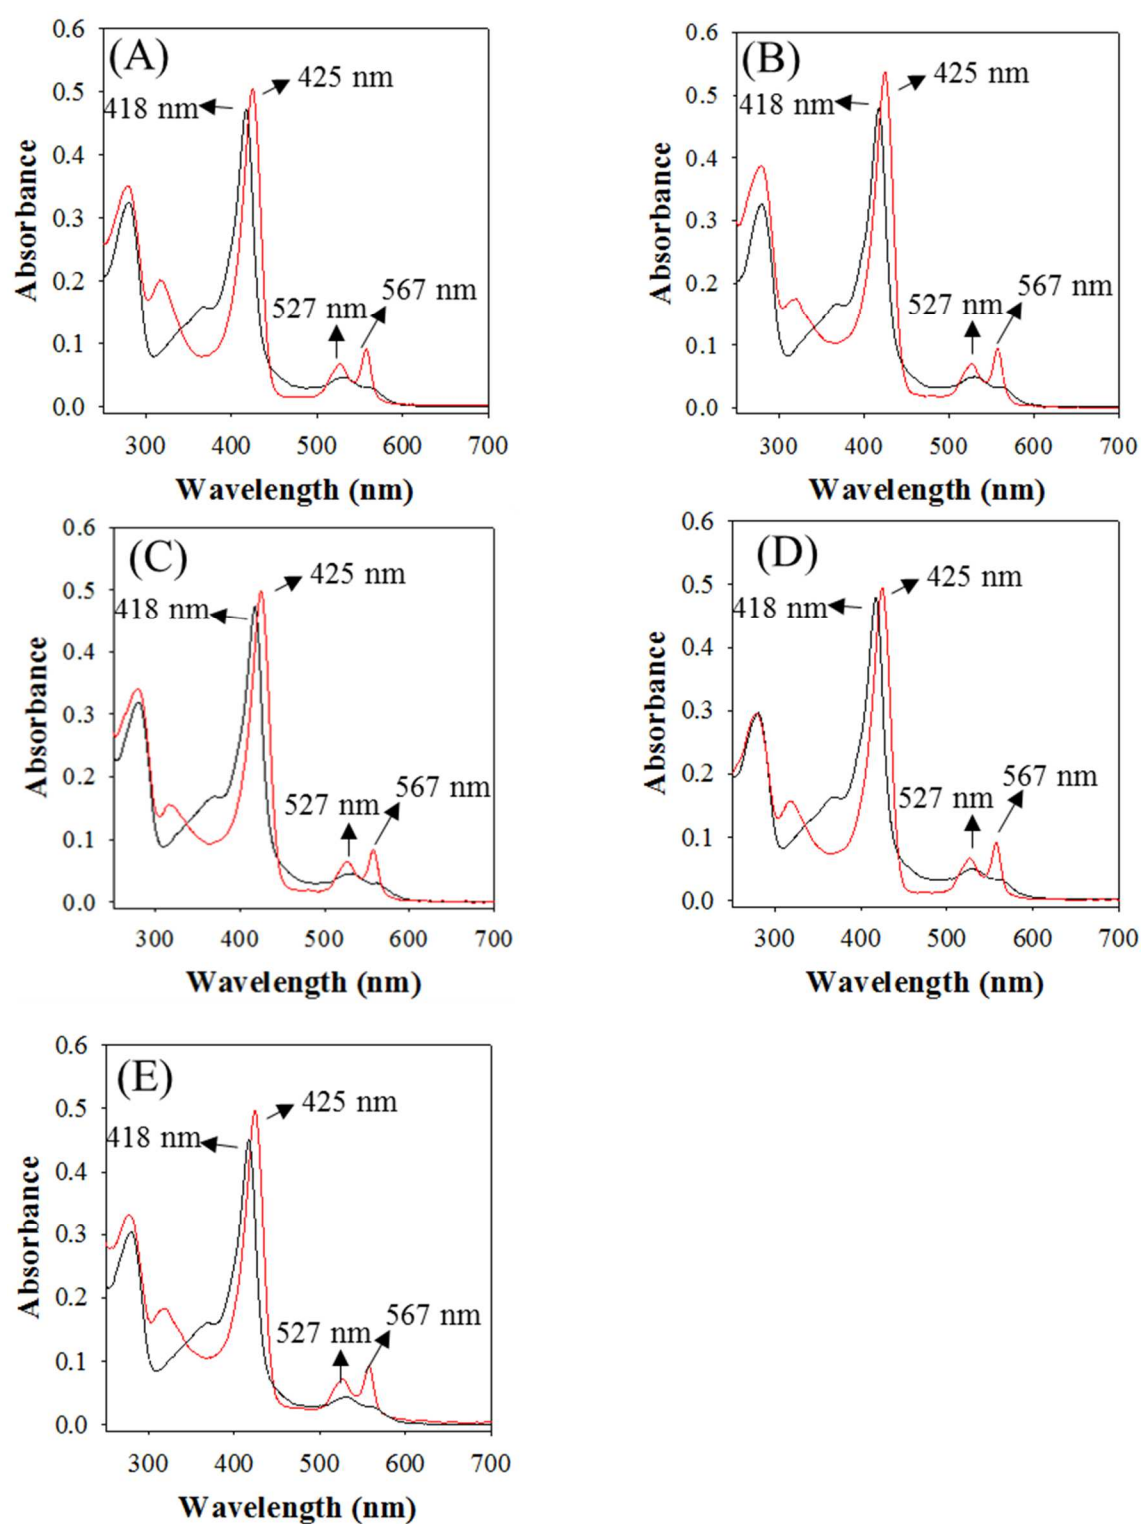 (A)
0.6
0.5
0.4
0.3
0.2
0.1
0.0
Absorbance
418 nm
425 nm
527 nm
567 nm
300 400 500 600 700
Wavelength (nm)
(B)
0.6
0.5
0.4
0.3
0.2
0.1
0.0
Absorbance
418 nm
425 nm
527 nm
567 nm
300 400 500 600 700
Wavelength (nm)
(C)
0.6
0.5
0.4
0.3
0.2
0.1
0.0
Absorbance
418 nm
425 nm
527 nm
567 nm
300 400 500 600 700
Wavelength (nm)
(D)
0.6
0.5
0.4
0.3
0.2
0.1
0.0
Absorbance
418 nm
425 nm
527 nm
567 nm
300 400 500 600 700
Wavelength (nm)
(E)
0.6
0.5
0.4
0.3
0.2
0.1
0.0
Absorbance
418 nm
425 nm
527 nm
567 nm
300 400 500 600 700
Wavelength (nm)